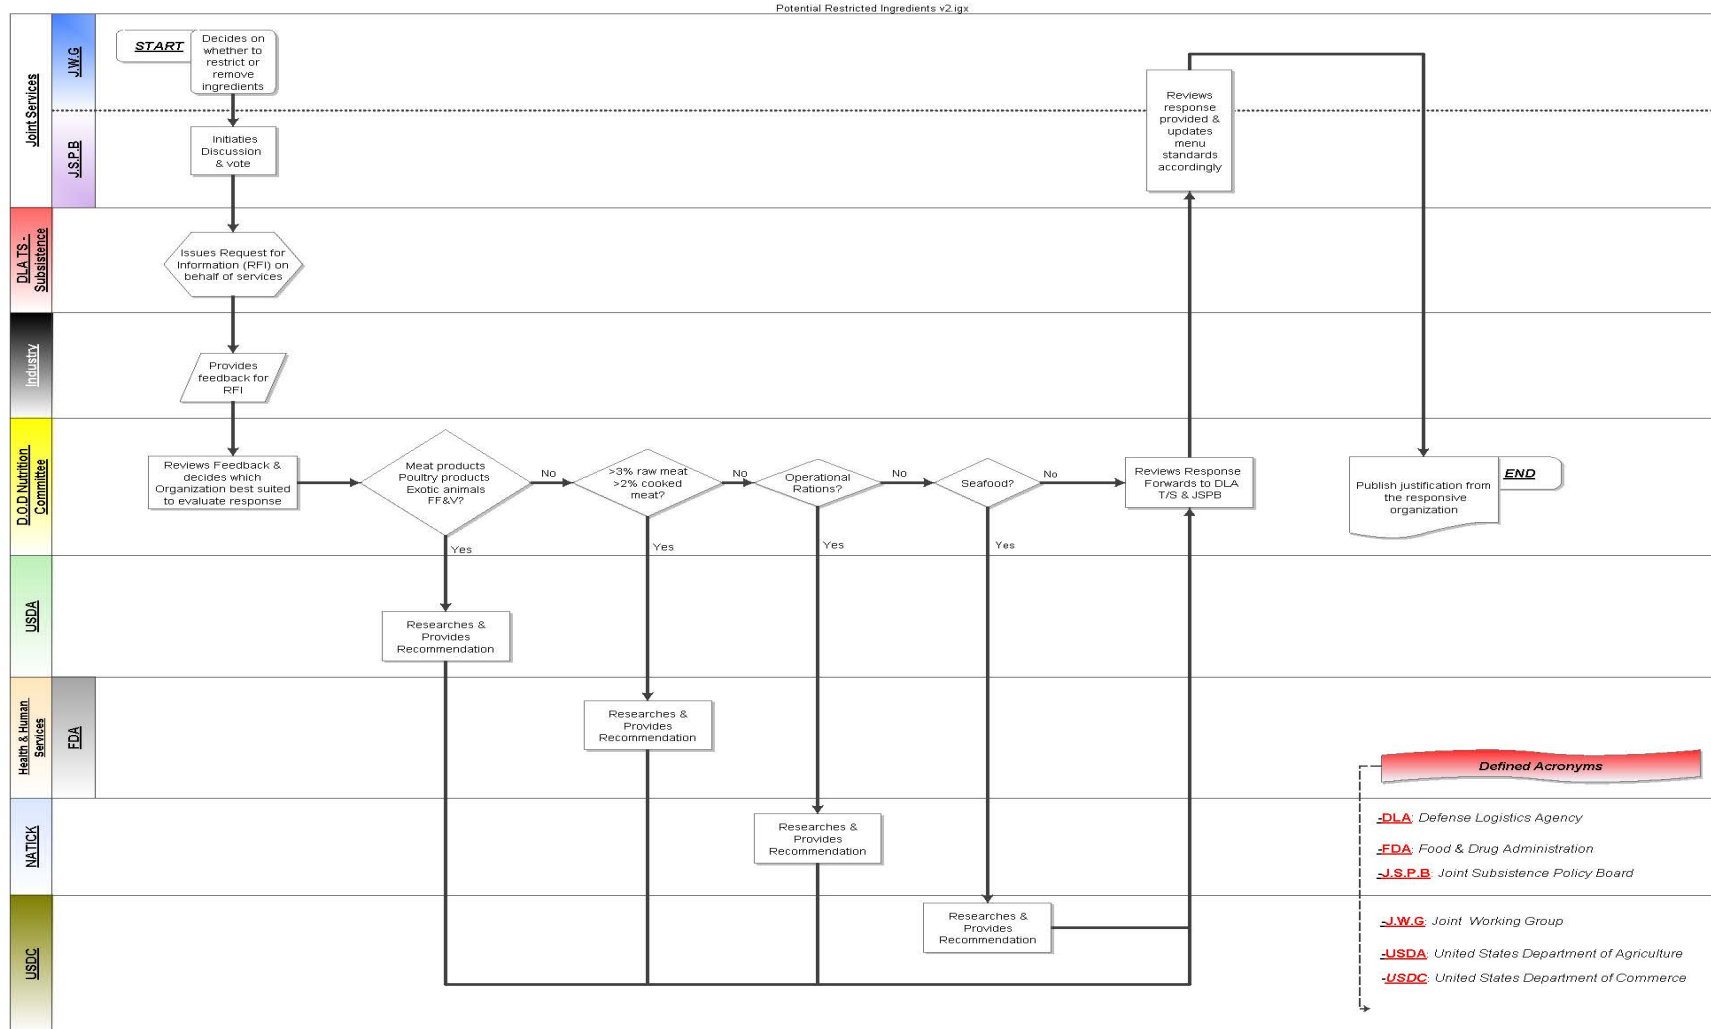 Potential Restricted Ingredients v2.igx
Joint Services
J.W.G
START
Decides on
whether to
restrict or
remove
ingredients
J.S.P.B
Initiaties
Discussion
& vote
Reviews
response
provided &
updates
menu
standards
accordingly
DLA TS -
Subsistence
Issues Request for
Information (RFI) on
behalf of services
Industry
Provides
feedback for
RFI
D.O.D Nutrition
Committee
Reviews Feedback &
decides which
Organization best suited
to evaluate response
Meat products
Poultry products
Exotic animals
FF&V?
No
Yes
>3% raw meat
>2% cooked
meat?
No
Yes
Operational
Rations?
No
Yes
Seafood?
No
Yes
Reviews Response
Forwards to DLA
T/S & JSPB
Publish justification from
the responsive
organization
END
USDA
Researches &
Provides
Recommendation
Health & Human
Services
FDA
Researches &
Provides
Recommendation
NATICK
Researches &
Provides
Recommendation
USDC
Researches &
Provides
Recommendation
Defined Acronyms
-DLA: Defense Logistics Agency
-FDA: Food & Drug Administration
-J.S.P.B: Joint Subsistence Policy Board
-J.W.G: Joint Working Group
-USDA: United States Department of Agriculture
-USDC: United States Department of Commerce